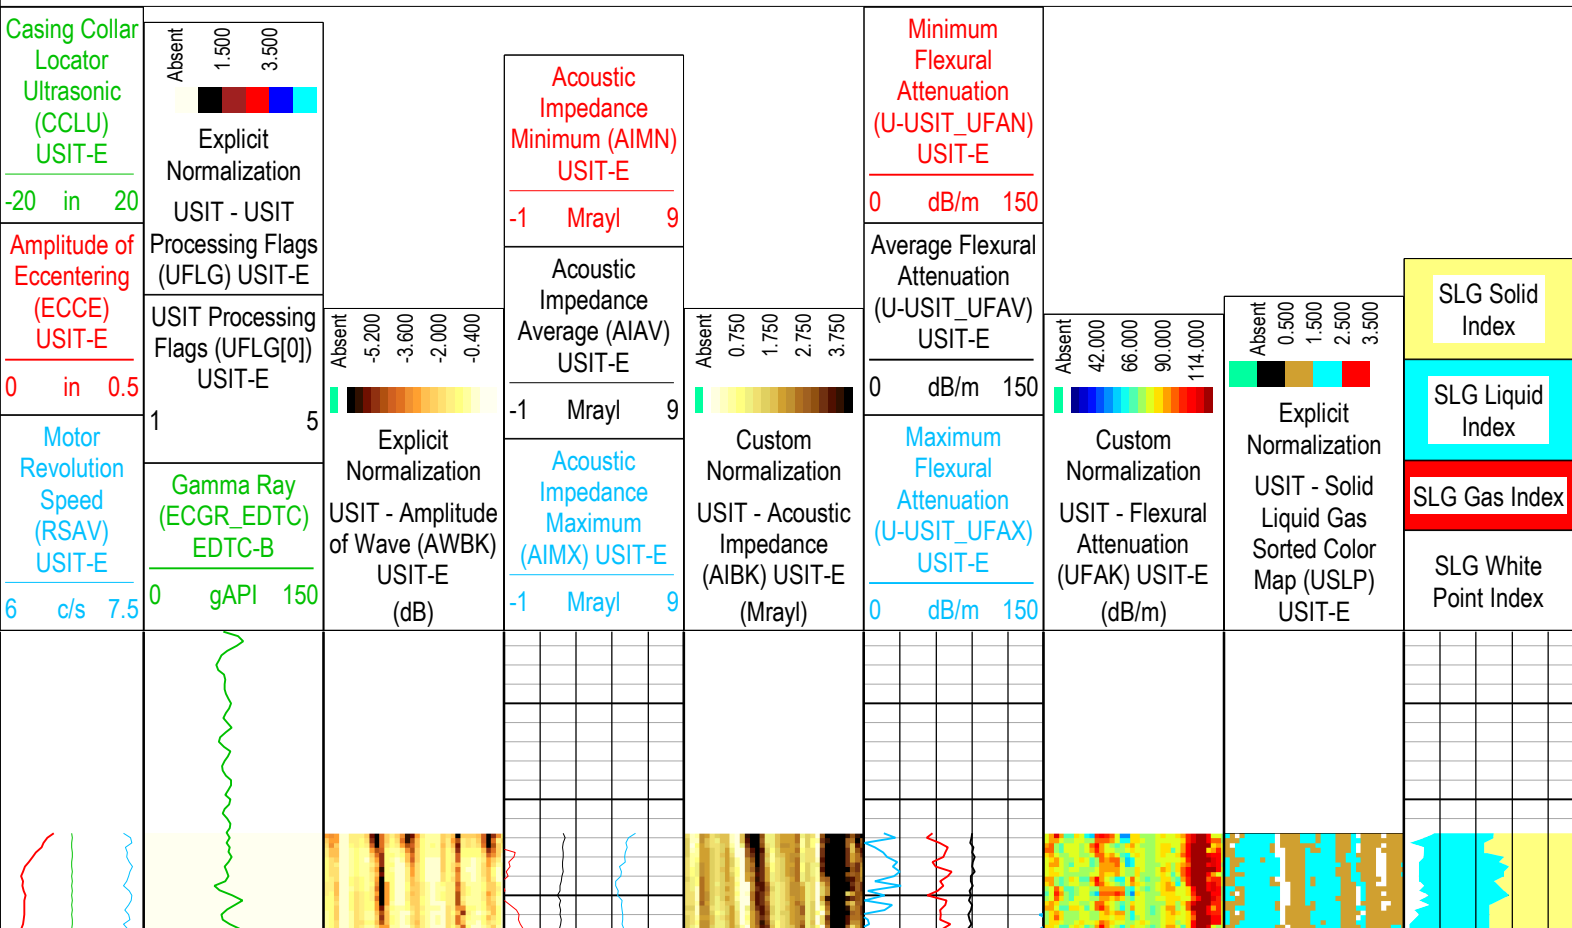 Casing Collar
Locator
Ultrasonic
(CCLU)
USIT-E
-20 in 20
Amplitude of
Eccentering
(ECCE)
USIT-E
0 in 0.5
Motor
Revolution
Speed
(RSAV)
USIT-E
6 c/s 7.5
Absent
1.500
3.500
Explicit
Normalization
USIT - USIT
Processing Flags
(UFLG) USIT-E
USIT Processing
Flags (UFLG[0])
USIT-E
1 5
Gamma Ray
(ECGR_EDTC)
EDTC-B
0 gAPI 150
Absent
-5.200
-3.600
-2.000
-0.400
Explicit
Normalization
USIT - Amplitude
of Wave (AWBK)
USIT-E
(dB)
Acoustic
Impedance
Minimum (AIMN)
USIT-E
-1 Mrayl 9
Acoustic
Impedance
Average (AIAV)
USIT-E
-1 Mrayl 9
Acoustic
Impedance
Maximum
(AIMX) USIT-E
-1 Mrayl 9
Absent
0.750
1.750
2.750
3.750
Custom
Normalization
USIT - Acoustic
Impedance
(AIBK) USIT-E
(Mrayl)
Minimum
Flexural
Attenuation
(U-USIT_UFAN)
USIT-E
0 dB/m 150
Average Flexural
Attenuation
(U-USIT_UFAV)
USIT-E
0 dB/m 150
Maximum
Flexural
Attenuation
(U-USIT_UFAX)
USIT-E
0 dB/m 150
Absent
42.000
66.000
90.000
114.000
Custom
Normalization
USIT - Flexural
Attenuation
(UFAK) USIT-E
(dB/m)
Absent
0.500
1.500
2.500
3.500
Explicit
Normalization
USIT - Solid
Liquid Gas
Sorted Color
Map (USLP)
USIT-E
SLG Solid
Index
SLG Liquid
Index
SLG Gas Index
SLG White
Point Index